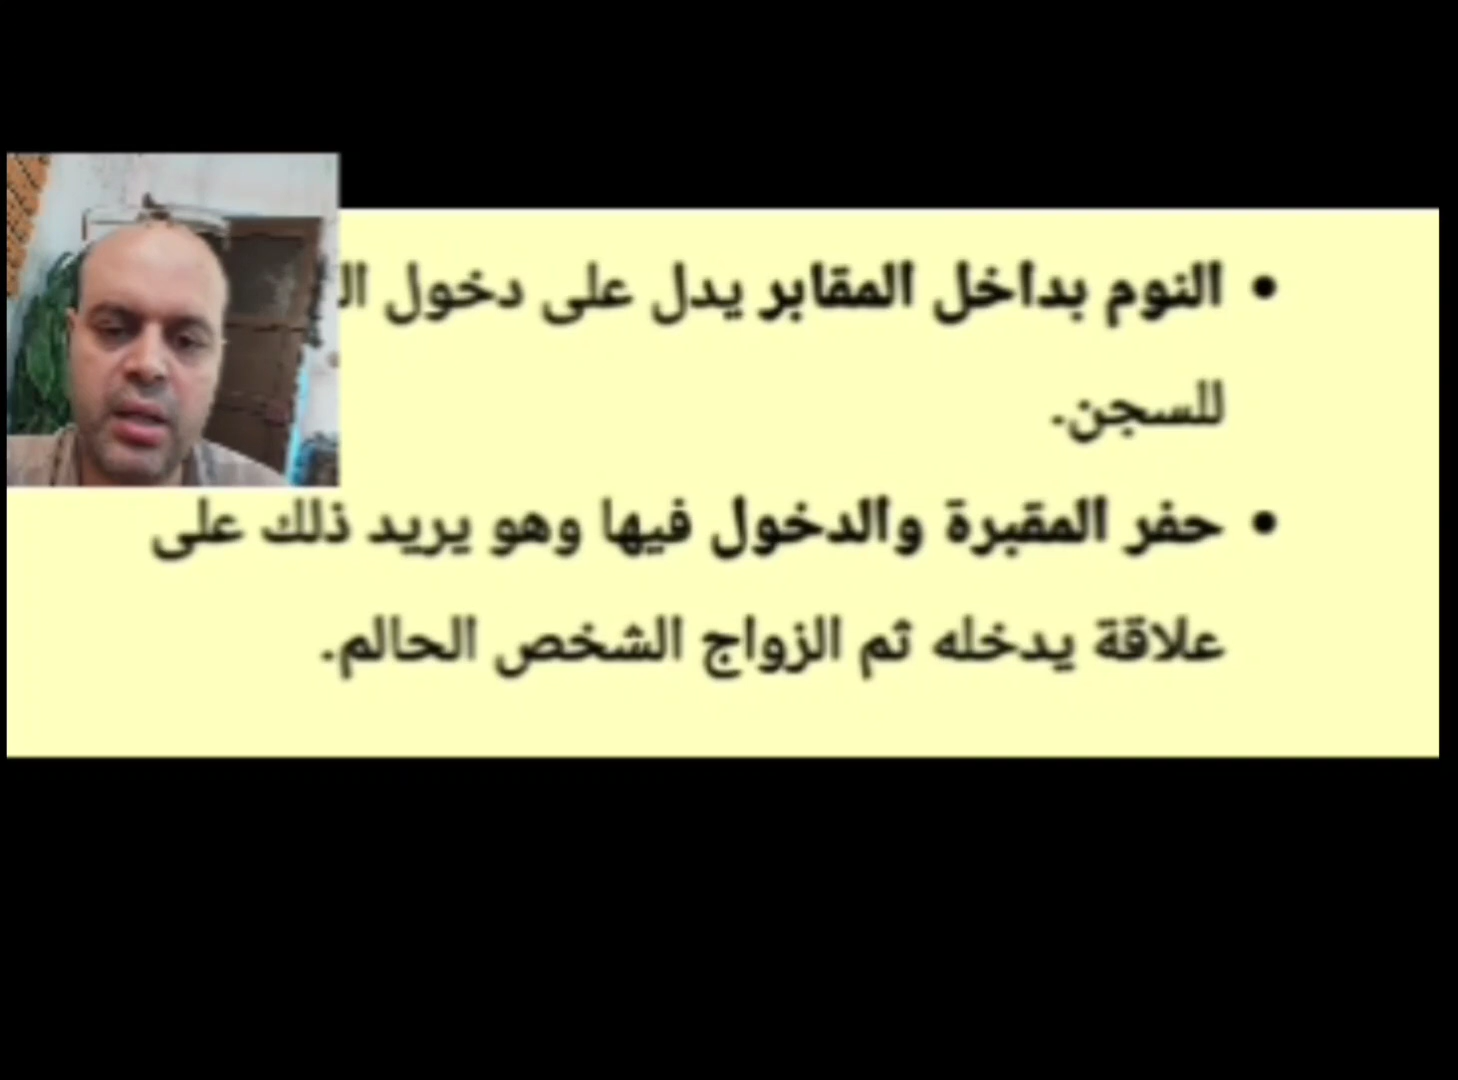 • النوم بداخل المقابر يدل على دخول
للسجن.
• حفر المقبرة والدخول فيها وهو يريد ذلك على
علاقة يدخله ثم الزواج الشخص الحالم.